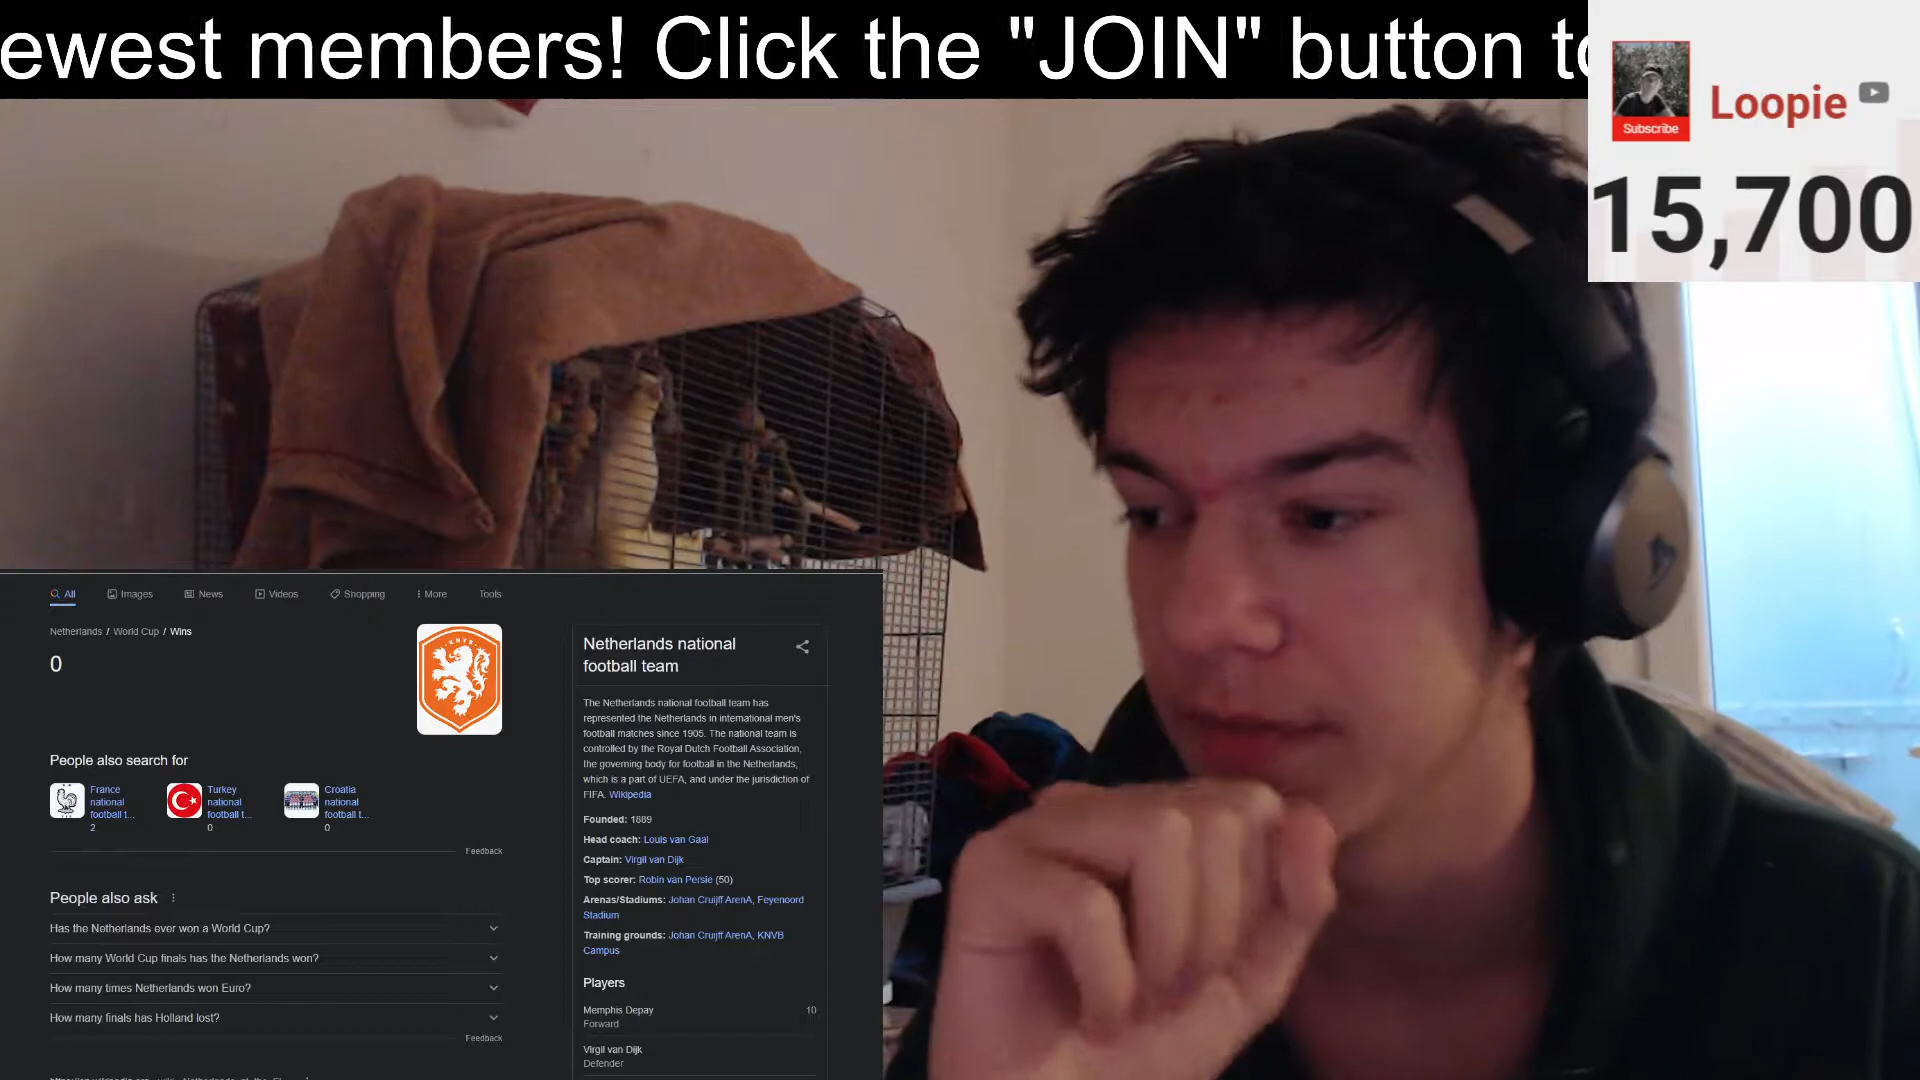 ewest members! Click the "JOIN" button to
Subscribe
Loopie
15,700
All
Images
News
Videos
Shopping
More
Tools
Netherlands / World Cup / Wins
0
KNVB
People also search for
France
national
football t...
2
Turkey
national
football t...
0
Croatia
national
football t...
0
Feedback
People also ask
Has the Netherlands ever won a World Cup?
How many World Cup finals has the Netherlands won?
How many times Netherlands won Euro?
How many finals has Holland lost?
Feedback
Netherlands national
football team
The Netherlands national football team has
represented the Netherlands in international men's
football matches since 1905. The national team is
controlled by the Royal Dutch Football Association,
the governing body for football in the Netherlands,
which is a part of UEFA, and under the jurisdiction of
FIFA. Wikipedia
Founded: 1889
Head coach: Louis van Gaal
Captain: Virgil van Dijk
Top scorer: Robin van Persie (50)
Arenas/Stadiums: Johan Cruijff ArenA, Feyenoord
Stadium
Training grounds: Johan Cruijff ArenA, KNVB
Campus
Players
Memphis Depay 10
Forward
Virgil van Dijk
Defender